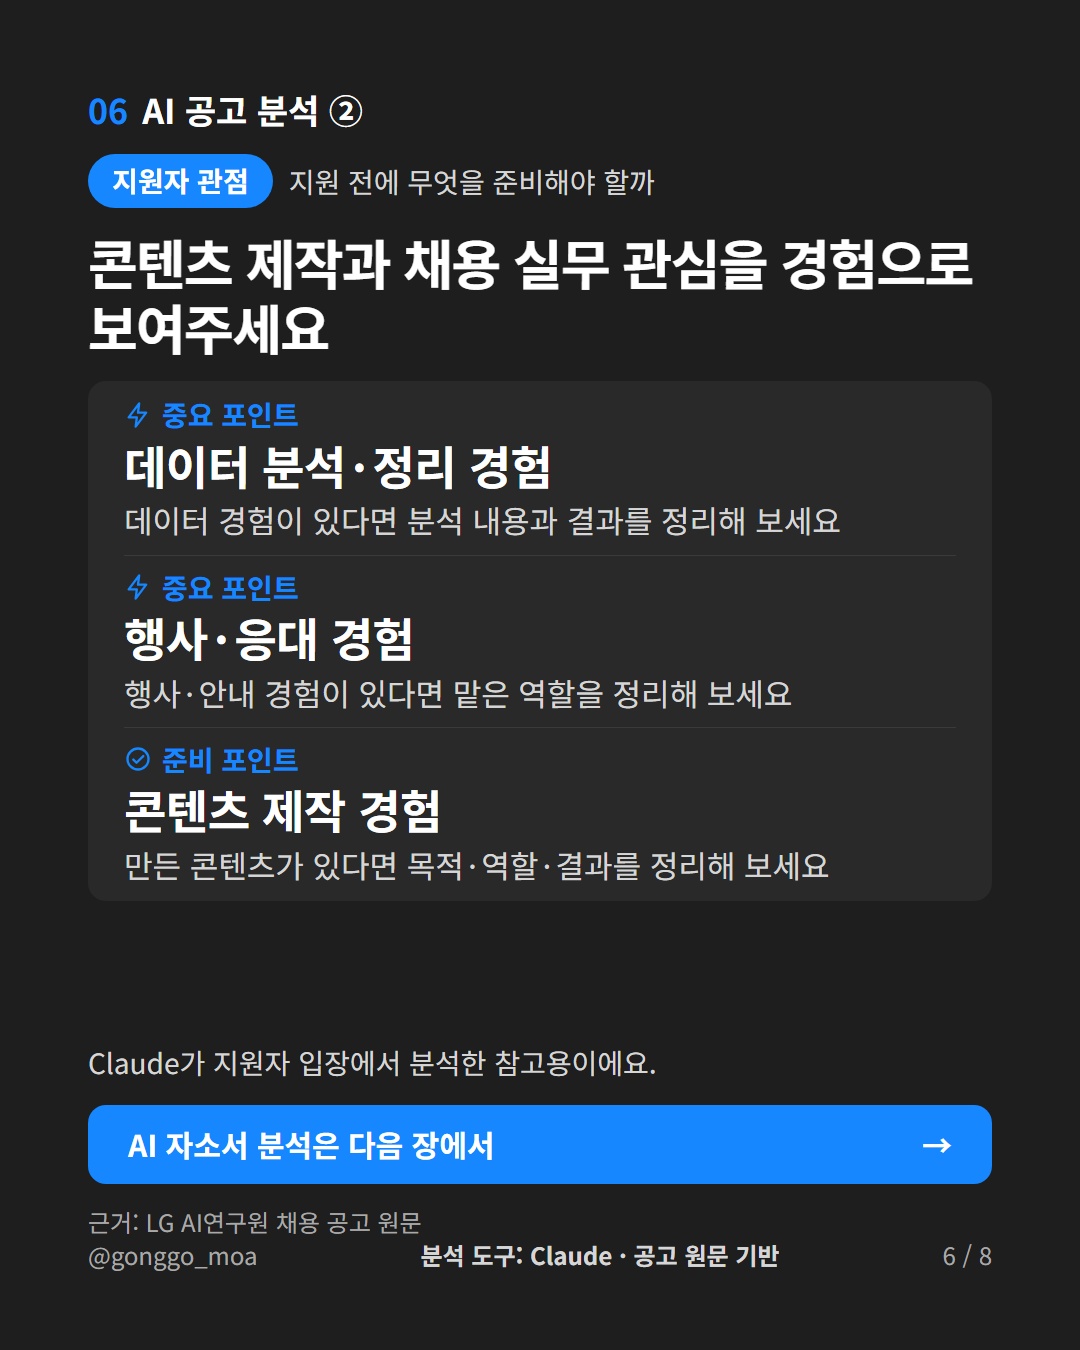 06 AI 공고 분석 ②
지원자 관점 지원 전에 무엇을 준비해야 할까
콘텐츠 제작과 채용 실무 관심을 경험으로
보여주세요
중요 포인트
데이터 분석·정리 경험
데이터 경험이 있다면 분석 내용과 결과를 정리해 보세요
중요 포인트
행사·응대 경험
행사·안내 경험이 있다면 맡은 역할을 정리해 보세요
준비 포인트
콘텐츠 제작 경험
만든 콘텐츠가 있다면 목적·역할·결과를 정리해 보세요
Claude가 지원자 입장에서 분석한 참고용이에요.
AI 자소서 분석은 다음 장에서 →
근거: LG AI연구원 채용 공고 원문
@gonggo_moa 분석 도구: Claude · 공고 원문 기반 6 / 8